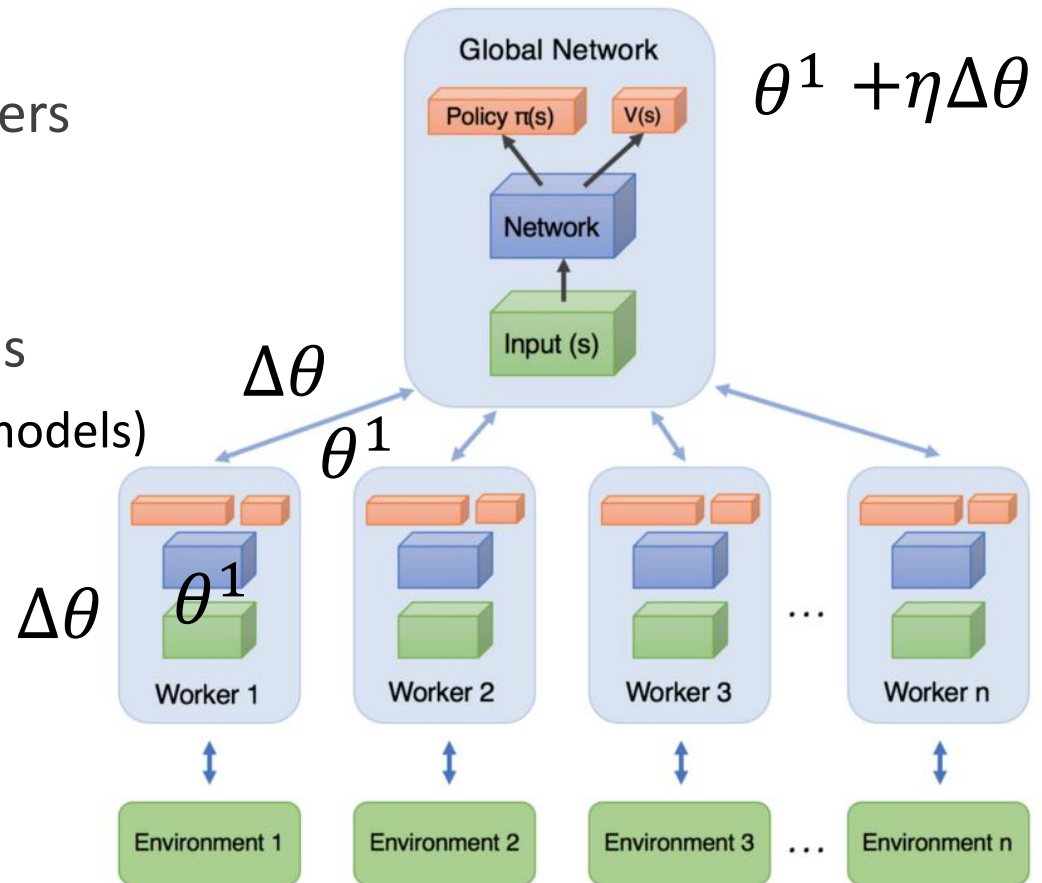 Global Network
θ¹ +ηΔθ
ers
Policy π(s)
V(s)
Network
Input (s)
s
Δθ
nodels)
θ¹
Δθ
θ¹
...
Worker 1
Worker 2
Worker 3
Worker n
Environment 1
Environment 2
Environment 3
...
Environment n